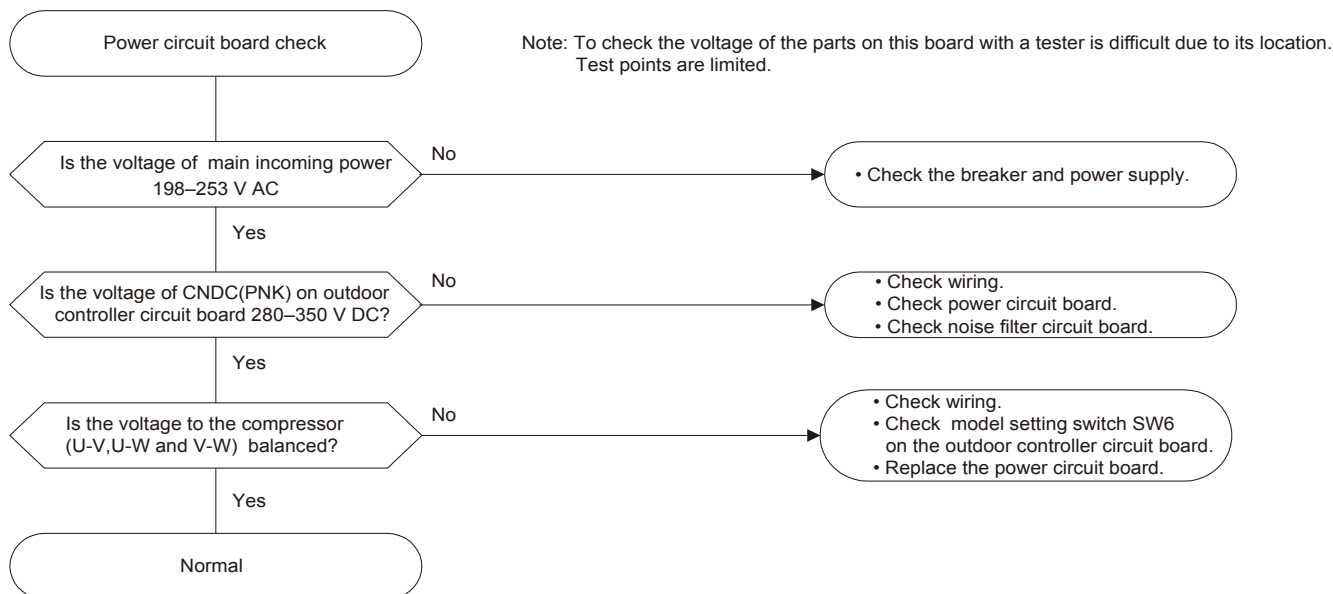 Power circuit board check
Note: To check the voltage of the parts on this board with a tester is difficult due to its location.
Test points are limited.
Is the voltage of main incoming power
198–253 V AC
No
• Check the breaker and power supply.
Yes
Is the voltage of CNDC(PNK) on outdoor
controller circuit board 280–350 V DC?
No
• Check wiring.
• Check power circuit board.
• Check noise filter circuit board.
Yes
Is the voltage to the compressor
(U-V,U-W and V-W) balanced?
No
• Check wiring.
• Check model setting switch SW6
on the outdoor controller circuit board.
• Replace the power circuit board.
Yes
Normal